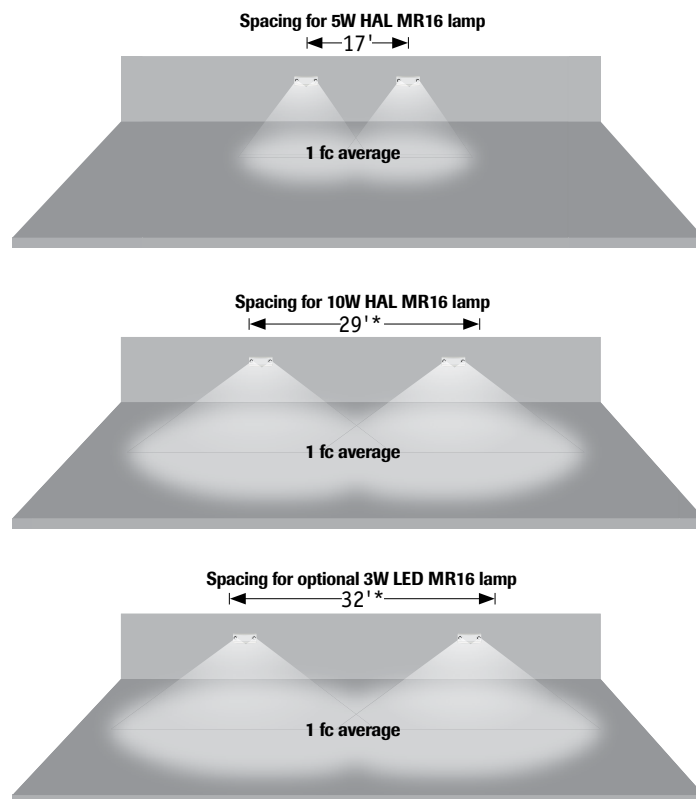 Spacing for 5W HAL MR16 lamp
17'
1 fc average
Spacing for 10W HAL MR16 lamp
29'*
1 fc average
Spacing for optional 3W LED MR16 lamp
32'*
1 fc average